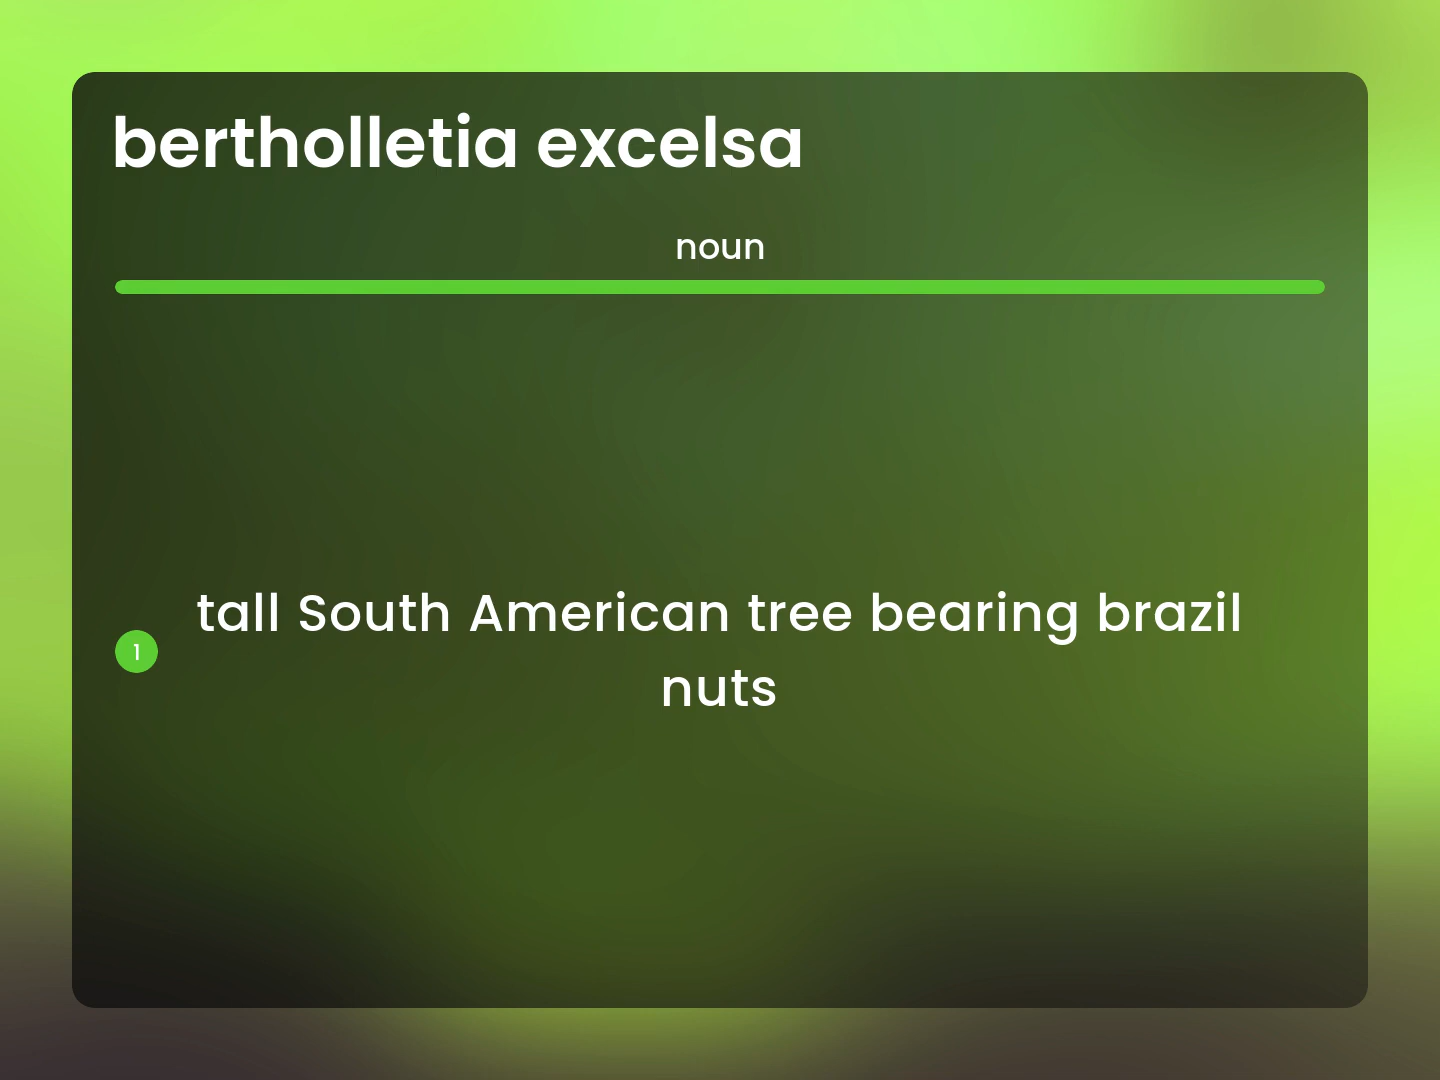 bertholletia excelsa
noun
1
tall South American tree bearing brazil
nuts